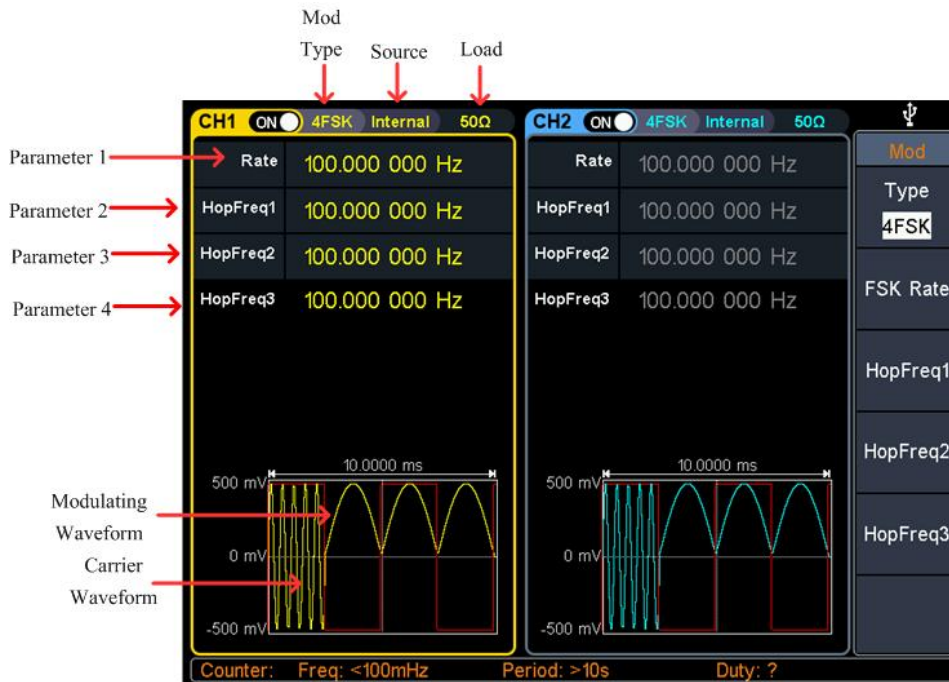 Mod
Type Source Load
CH1 ON 4FSK Internal 50Ω
CH2 ON 4FSK Internal 50Ω
Mod
Parameter 1
Rate 100.000 000 Hz
Rate 100.000 000 Hz
Type
4FSK
Parameter 2
HopFreq1 100.000 000 Hz
HopFreq1 100.000 000 Hz
Parameter 3
HopFreq2 100.000 000 Hz
HopFreq2 100.000 000 Hz
Parameter 4
HopFreq3 100.000 000 Hz
HopFreq3 100.000 000 Hz
FSK Rate
HopFreq1
HopFreq2
HopFreq3
10.0000 ms
500 mV
0 mV
-500 mV
10.0000 ms
500 mV
0 mV
-500 mV
Modulating
Waveform
Carrier
Waveform
Counter: Freq: <100mHz Period: >10s Duty: ?